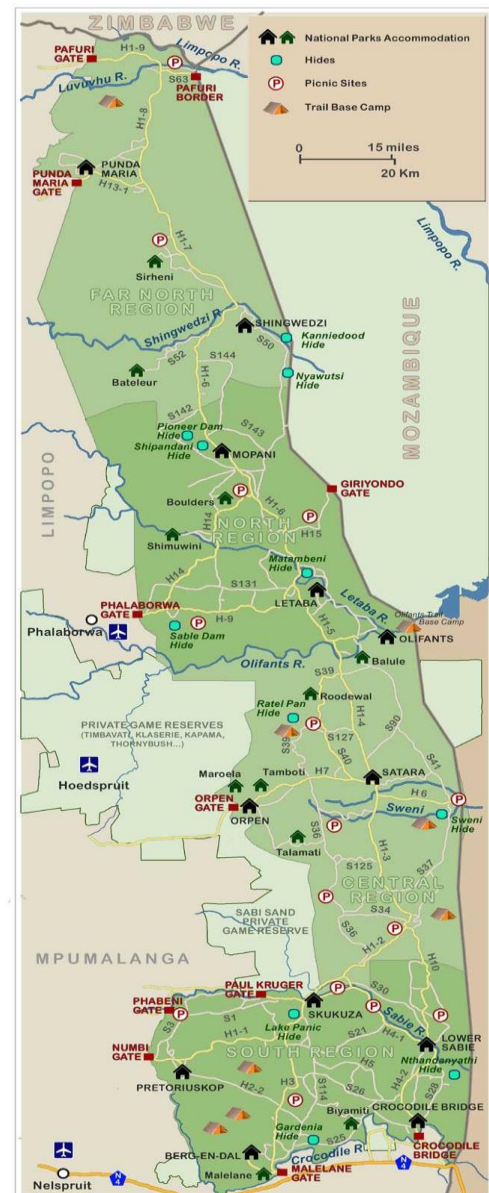 ZIMBABWE
National Parks Accommodation
Hides
P
Picnic Sites
Trail Base Camp
0
15 miles
20 Km
PAFURI
GATE
H1-9
P
Limpopo R.
S63
Luvuvhu R.
PAFURI
BORDER
H1-8
PUNDA
MARIA
PUNDA
MARIA
GATE
H13-1
Limpopo R.
P
H1-7
Sirheni
FAR NORTH
REGION
MOZAMBIQUE
Shingwedzi R.
SHINGWEDZI
S50
Kanniedood
Hide
S52
S144
Nyawutsi
Hide
Bateleur
H1-6
S142
Pioneer Dam
Hide
S143
Shipandani
Hide
MOPANI
LIMPOPO
P
GIRIYONDO
GATE
Boulders
H14
H1-6
P
NORTH
REGION
H15
Shimuwini
Matambeni
Hide
H14
S131
LETABA
Letaba R.
PHALABORWA
GATE
H-9
P
Phalaborwa
Sable Dam
Hide
H1-5
Olifants Trail
Base Camp
OLIFANTS
Olifants R.
Balule
S39
Roodewal
Ratel Pan
Hide
H1-4
S90
PRIVATE GAME RESERVES
(TIMBAVATI, KLASERIE, KAPAMA,
THORNYBUSH...)
P
S127
S39
S40
S41
Hoedspruit
Maroela
Tamboti
H7
SATARA
H6
ORPEN
GATE
ORPEN
Sweni
P
Sweni
Hide
S36
P
Talamati
H1-3
S125
S37
CENTRAL
REGION
P
S34
SABI SAND
PRIVATE
GAME RESERVE
S36
P
H1-2
MPUMALANGA
H10
PAUL KRUGER
GATE
P
S30
PHABENI
GATE
P
SKUKUZA
P
Sabie R.
P
S3
S1
Lake Panic
Hide
S21
H4-1
LOWER
SABIE
H1-1
SOUTH REGION
NUMBI
GATE
Nthandanyathi
Hide
PRETORIUSKOP
H5
H2-2
H3
S114
S26
H4-2
S28
P
Biyamiti
CROCODILE BRIDGE
Gardenia
Hide
S25
BERG-EN-DAL
Crocodile R.
CROCODILE
BRIDGE
Malelane
MALELANE
GATE
N
4
N
4
Nelspruit